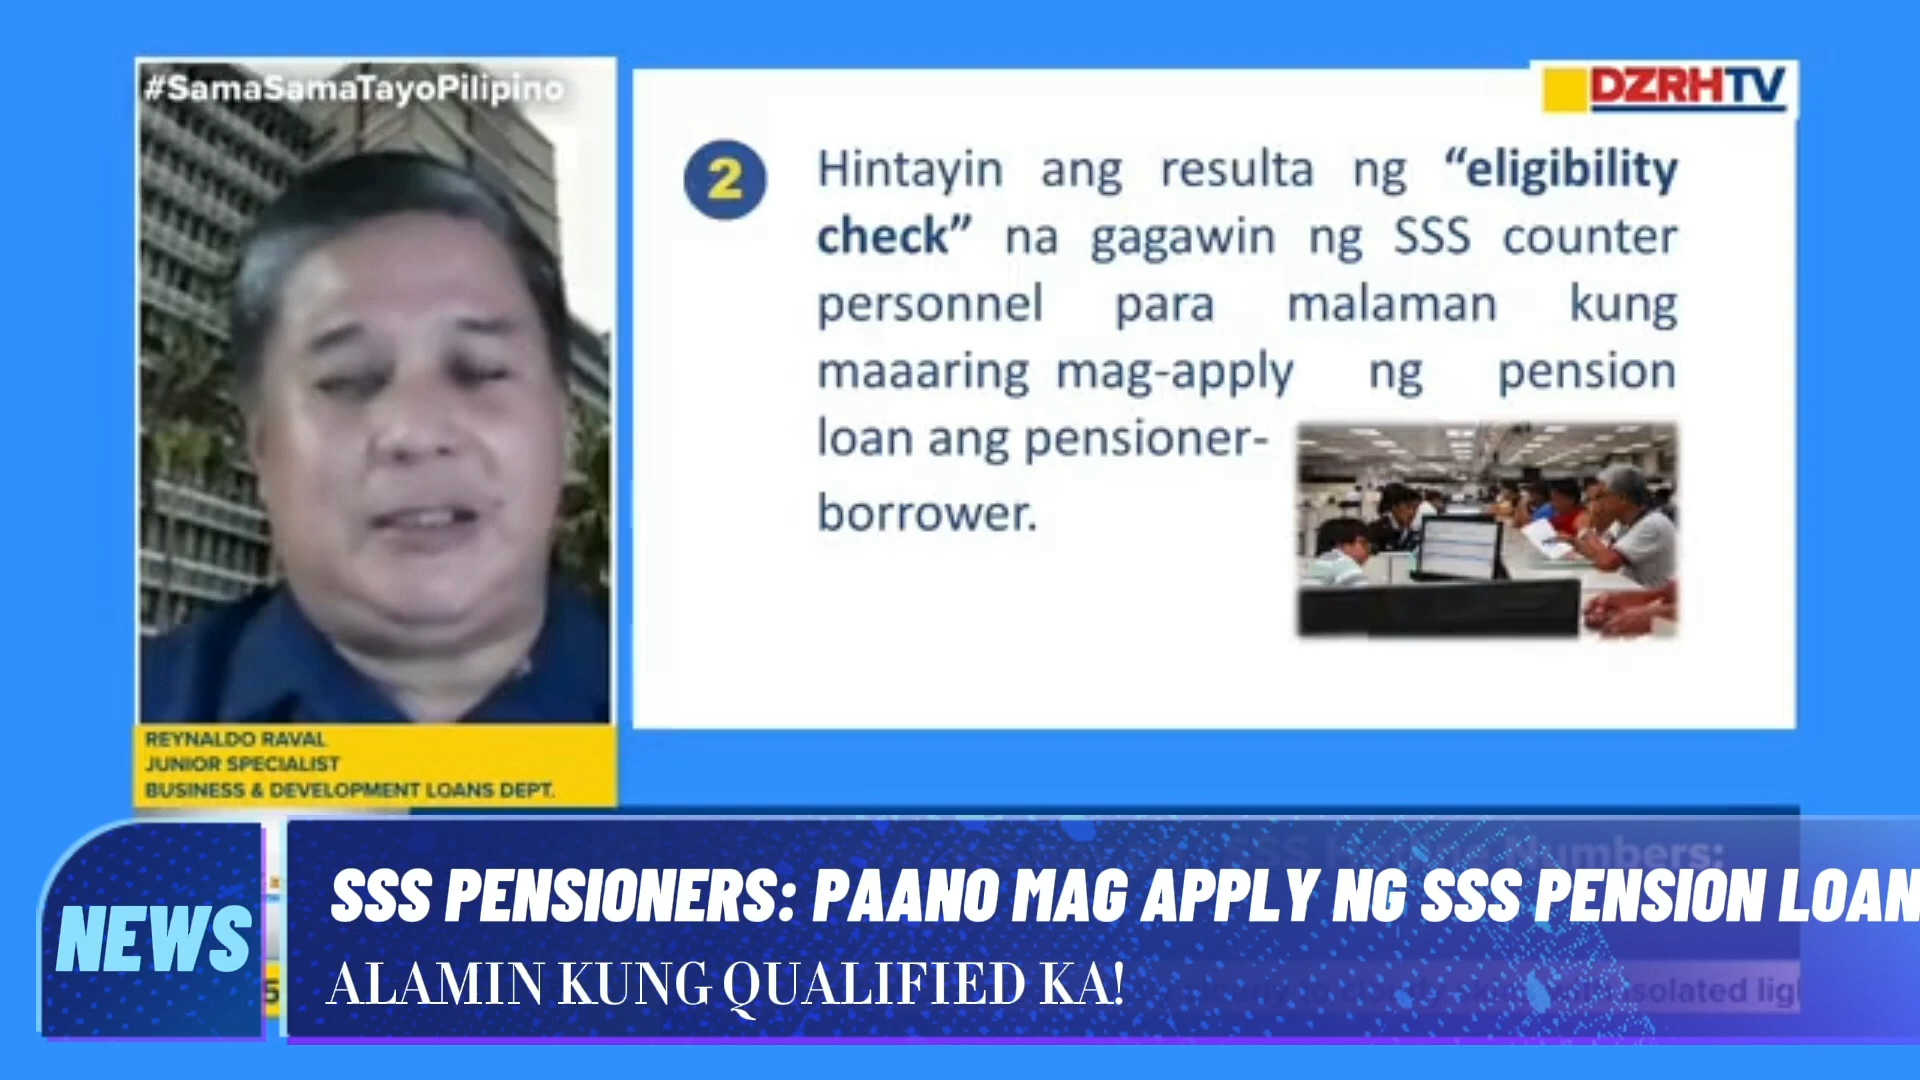 #SamaSamaTayoPilipino
DZRHTV
2
Hintayin ang resulta ng “eligibility
check” na gagawin ng SSS counter
personnel para malaman kung
maaaring mag-apply ng pension
loan ang pensioner-
borrower.
REYNALDO RAVAL
JUNIOR SPECIALIST
BUSINESS & DEVELOPMENT LOANS DEPT.
Numbers:
NEWS
SSS PENSIONERS: PAANO MAG APPLY NG SSS PENSION LOAN
ALAMIN KUNG QUALIFIED KA!